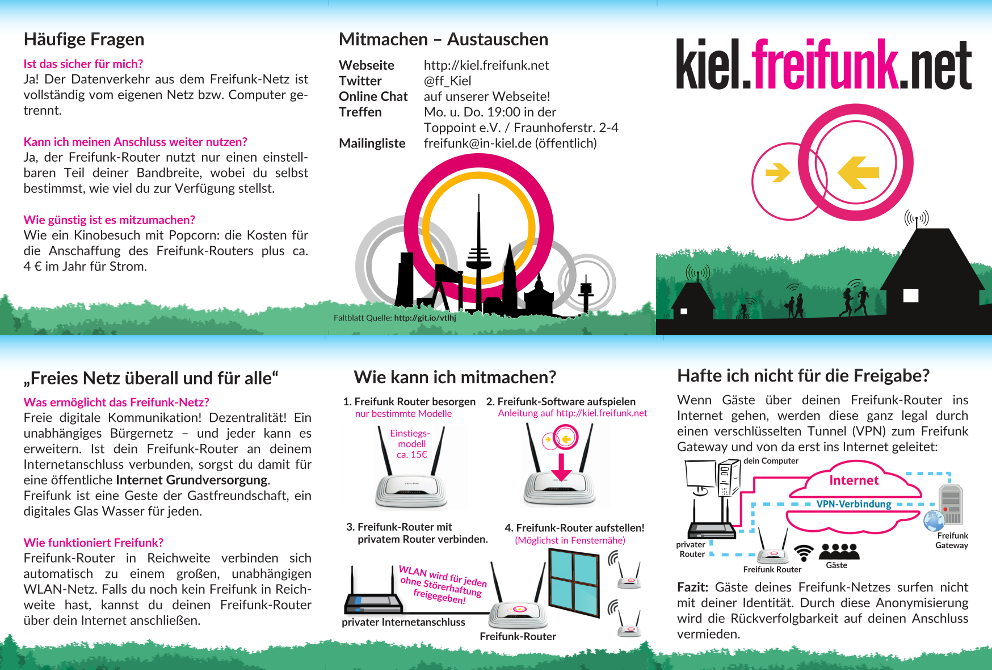 Häufige Fragen
Ist das sicher für mich?
Ja! Der Datenverkehr aus dem Freifunk-Netz ist
vollständig vom eigenen Netz bzw. Computer ge-
trennt.
Kann ich meinen Anschluss weiter nutzen?
Ja, der Freifunk-Router nutzt nur einen einstell-
baren Teil deiner Bandbreite, wobei du selbst
bestimmst, wie viel du zur Verfügung stellst.
Wie günstig ist es mitzumachen?
Wie ein Kinobesuch mit Popcorn: die Kosten für
die Anschaffung des Freifunk-Routers plus ca.
4 € im Jahr für Strom.
Mitmachen – Austauschen
Webseite http://kiel.freifunk.net
Twitter @ff_Kiel
Online Chat auf unserer Webseite!
Treffen Mo. u. Do. 19:00 in der
Toppoint e.V. / Fraunhoferstr. 2-4
Mailingliste freifunk@in-kiel.de (öffentlich)
Faltblatt Quelle: http://git.io/vtlhj
kiel.freifunk.net
„Freies Netz überall und für alle“
Was ermöglicht das Freifunk-Netz?
Freie digitale Kommunikation! Dezentralität! Ein
unabhängiges Bürgernetz – und jeder kann es
erweitern. Ist dein Freifunk-Router an deinem
Internetanschluss verbunden, sorgst du damit für
eine öffentliche Internet Grundversorgung.
Freifunk ist eine Geste der Gastfreundschaft, ein
digitales Glas Wasser für jeden.
Wie funktioniert Freifunk?
Freifunk-Router in Reichweite verbinden sich
automatisch zu einem großen, unabhängigen
WLAN-Netz. Falls du noch kein Freifunk in Reich-
weite hast, kannst du deinen Freifunk-Router
über dein Internet anschließen.
Wie kann ich mitmachen?
1. Freifunk Router besorgen
nur bestimmte Modelle
Einstiegs-
modell
ca. 15€
2. Freifunk-Software aufspielen
Anleitung auf http://kiel.freifunk.net
3. Freifunk-Router mit
privatem Router verbinden.
WLAN wird für jeden
ohne Störerhaftung
freigegeben!
privater Internetanschluss
4. Freifunk-Router aufstellen!
(Möglichst in Fensternähe)
Freifunk-Router
Hafte ich nicht für die Freigabe?
Wenn Gäste über deinen Freifunk-Router ins
Internet gehen, werden diese ganz legal durch
einen verschlüsselten Tunnel (VPN) zum Freifunk
Gateway und von da erst ins Internet geleitet:
dein Computer
Internet
VPN-Verbindung
Freifunk
Gateway
privater
Router
Freifunk Router
Gäste
Fazit: Gäste deines Freifunk-Netzes surfen nicht
mit deiner Identität. Durch diese Anonymisierung
wird die Rückverfolgbarkeit auf deinen Anschluss
vermieden.